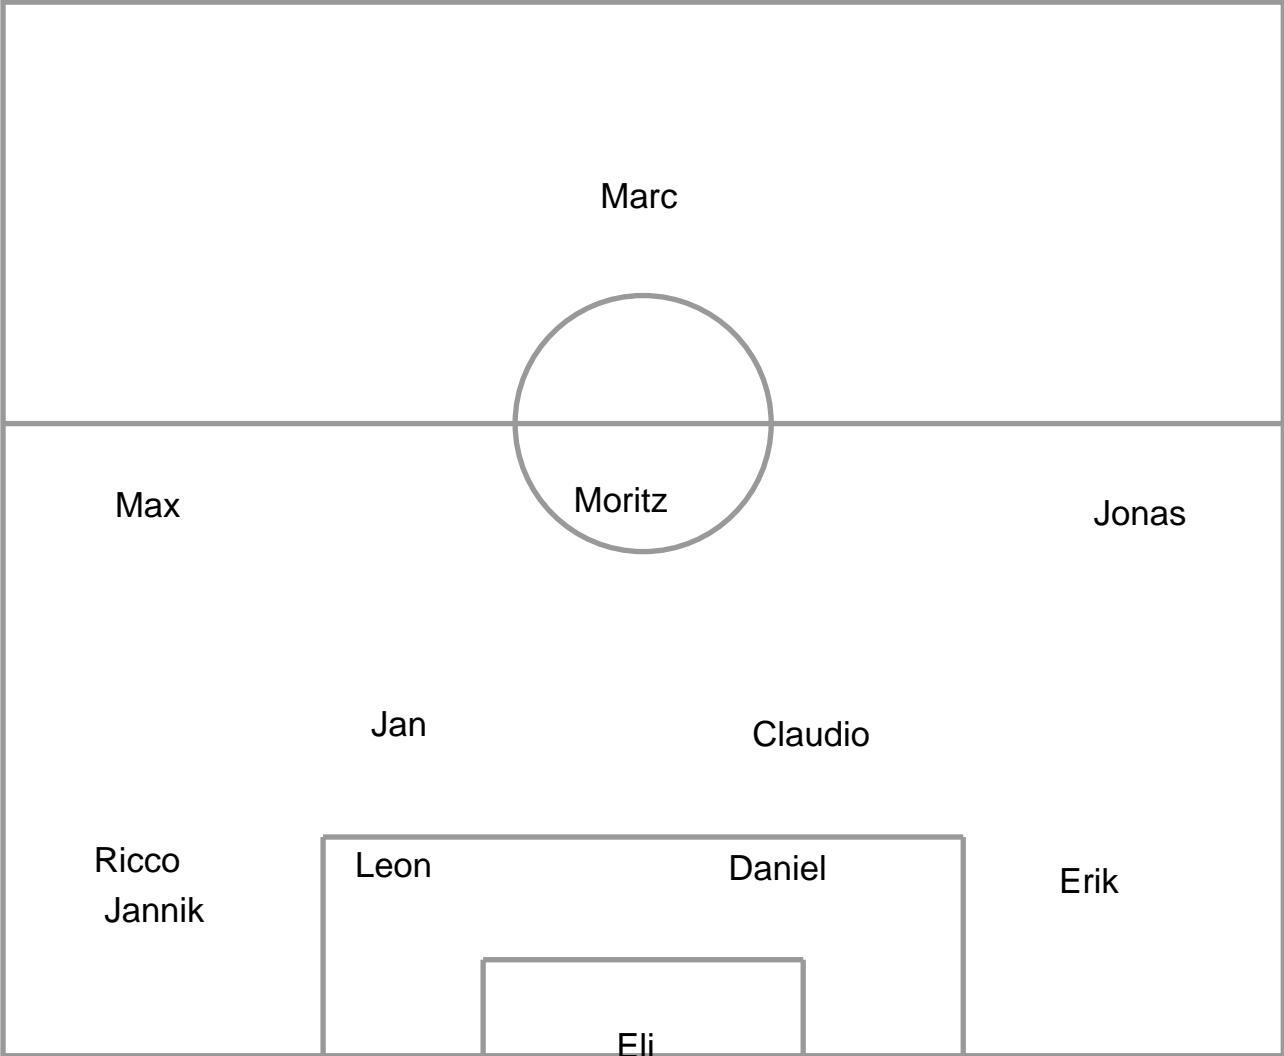 Marc
Max
Moritz
Jonas
Jan
Claudio
Ricco
Leon
Daniel
Erik
Jannik
Eli